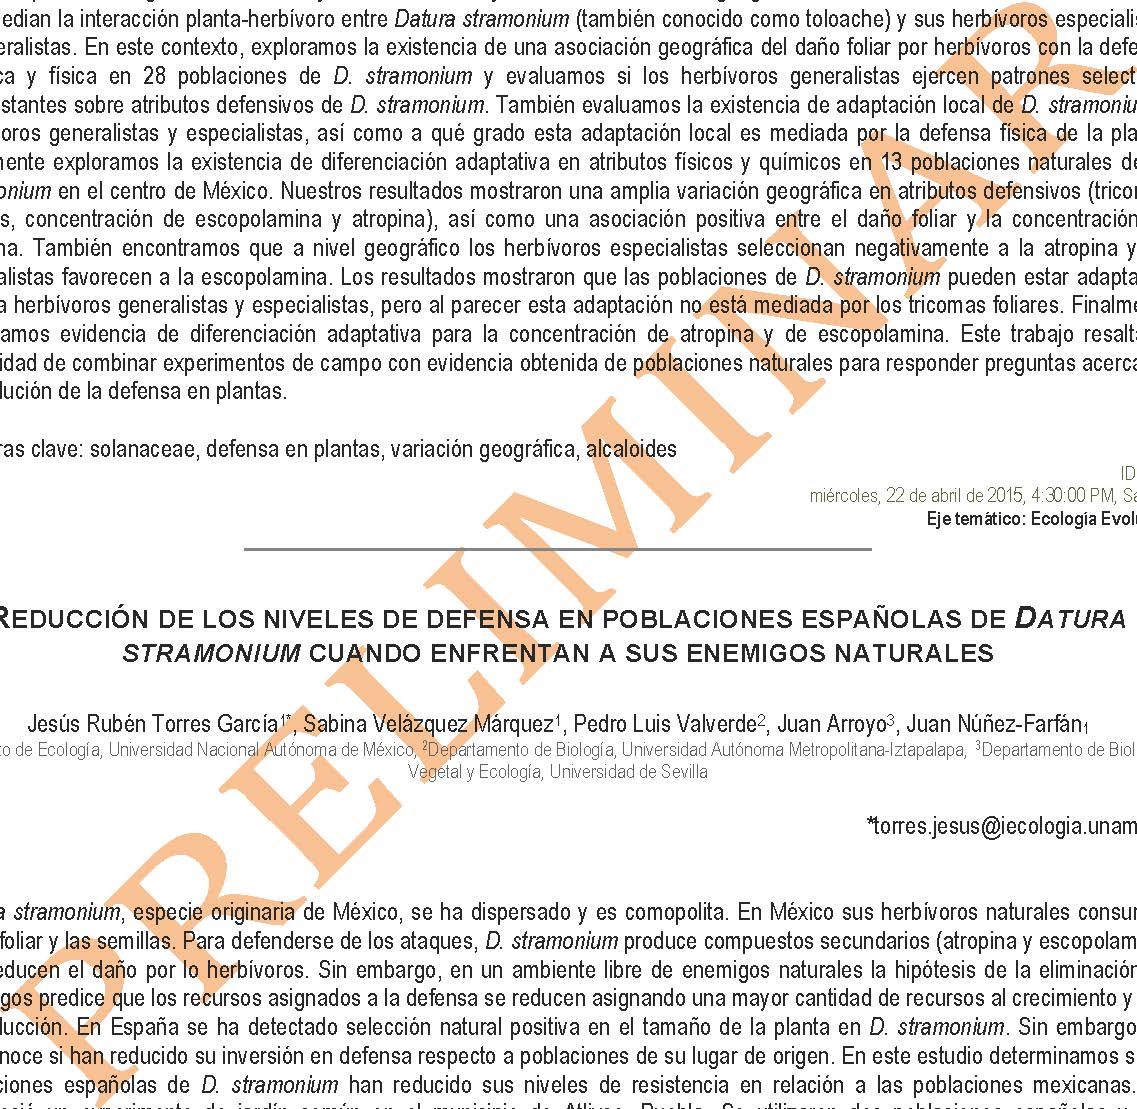 edian la interacción planta-herbívoro entre Datura stramonium (también conocido como toloache) y sus herbívoros especialis
eralistas. En este contexto, exploramos la existencia de una asociación geográfica del daño foliar por herbívoros con la defe
ca y física en 28 poblaciones de D. stramonium y evaluamos si los herbívoros generalistas ejercen patrones select
stantes sobre atributos defensivos de D. stramonium. También evaluamos la existencia de adaptación local de D. stramoniu
voros generalistas y especialistas, así como a qué grado esta adaptación local es mediada por la defensa física de la pla
mente exploramos la existencia de diferenciación adaptativa en atributos físicos y químicos en 13 poblaciones naturales de
onium en el centro de México. Nuestros resultados mostraron una amplia variación geográfica en atributos defensivos (tricor
s, concentración de escopolamina y atropina), así como una asociación positiva entre el daño foliar y la concentración
na. También encontramos que a nivel geográfico los herbívoros especialistas seleccionan negativamente a la atropina y
alistas favorecen a la escopolamina. Los resultados mostraron que las poblaciones de D. stramonium pueden estar adapta
a herbívoros generalistas y especialistas, pero al parecer esta adaptación no está mediada por los tricomas foliares. Finalme
amos evidencia de diferenciación adaptativa para la concentración de atropina y de escopolamina. Este trabajo resalta
idad de combinar experimentos de campo con evidencia obtenida de poblaciones naturales para responder preguntas acerca
lución de la defensa en plantas.
ras clave: solanaceae, defensa en plantas, variación geográfica, alcaloides
ID
miércoles, 22 de abril de 2015, 4:30:00 PM, Sa
Eje temático: Ecología Evolu
REDUCCIÓN DE LOS NIVELES DE DEFENSA EN POBLACIONES ESPAÑOLAS DE DATURA
STRAMONIUM CUANDO ENFRENTAN A SUS ENEMIGOS NATURALES
Jesús Rubén Torres García1*, Sabina Velázquez Márquez1, Pedro Luis Valverde2, Juan Arroyo3, Juan Núñez-Farfán1
to de Ecología, Universidad Nacional Autónoma de México, 2Departamento de Biología, Universidad Autónoma Metropolitana-Iztapalapa, 3Departamento de Biol
Vegetal y Ecología, Universidad de Sevilla
*torres.jesus@iecologia.unam
a stramonium, especie originaria de México, se ha dispersado y es comopolita. En México sus herbívoros naturales consur
foliar y las semillas. Para defenderse de los ataques, D. stramonium produce compuestos secundarios (atropina y escopolam
educen el daño por lo herbívoros. Sin embargo, en un ambiente libre de enemigos naturales la hipótesis de la eliminación
gos predice que los recursos asignados a la defensa se reducen asignando una mayor cantidad de recursos al crecimiento y
ducción. En España se ha detectado selección natural positiva en el tamaño de la planta en D. stramonium. Sin embargo
noce si han reducido su inversión en defensa respecto a poblaciones de su lugar de origen. En este estudio determinamos s
ciones españolas de D. stramonium han reducido sus niveles de resistencia en relación a las poblaciones mexicanas.
PRELIMINAR